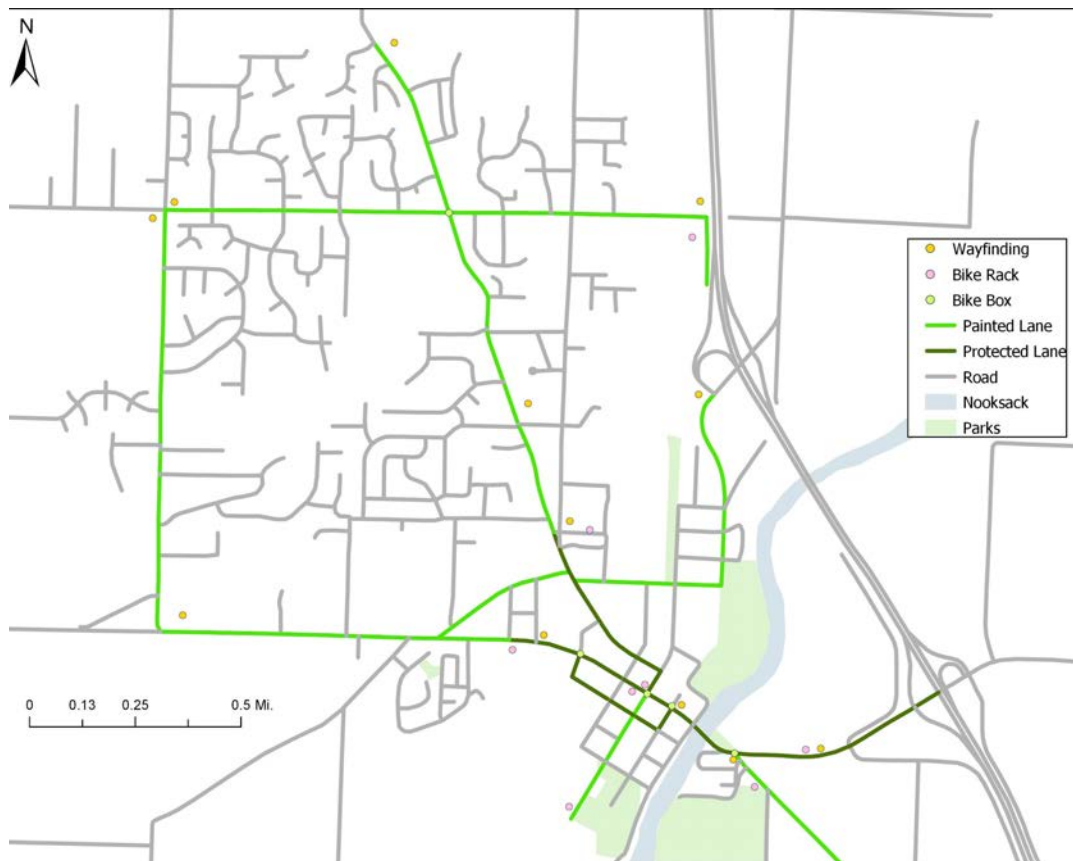 N
Wayfinding
Bike Rack
Bike Box
Painted Lane
Protected Lane
Road
Nooksack
Parks
0 0.13 0.25 0.5 Mi.